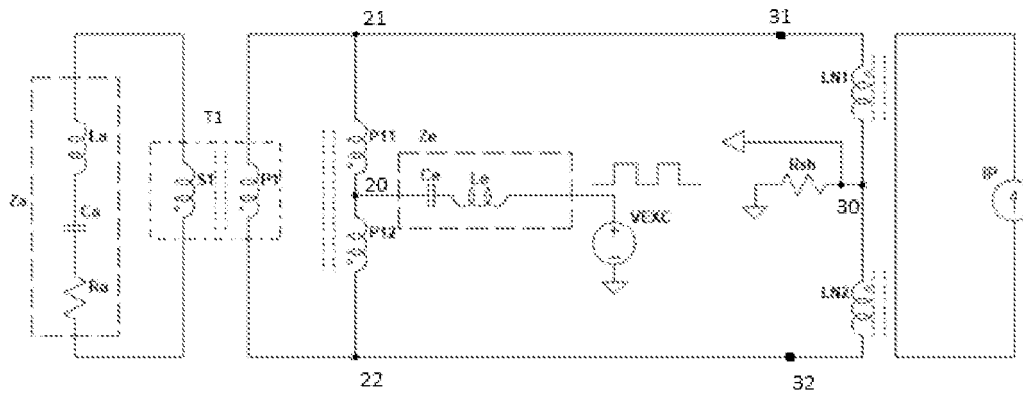 21
31
La
T1
P11
Ze
LN1
Za
Ca
S1
P1
20
Ce
Le
Rsh
IP
30
VEXC
P12
Ra
LN2
22
32